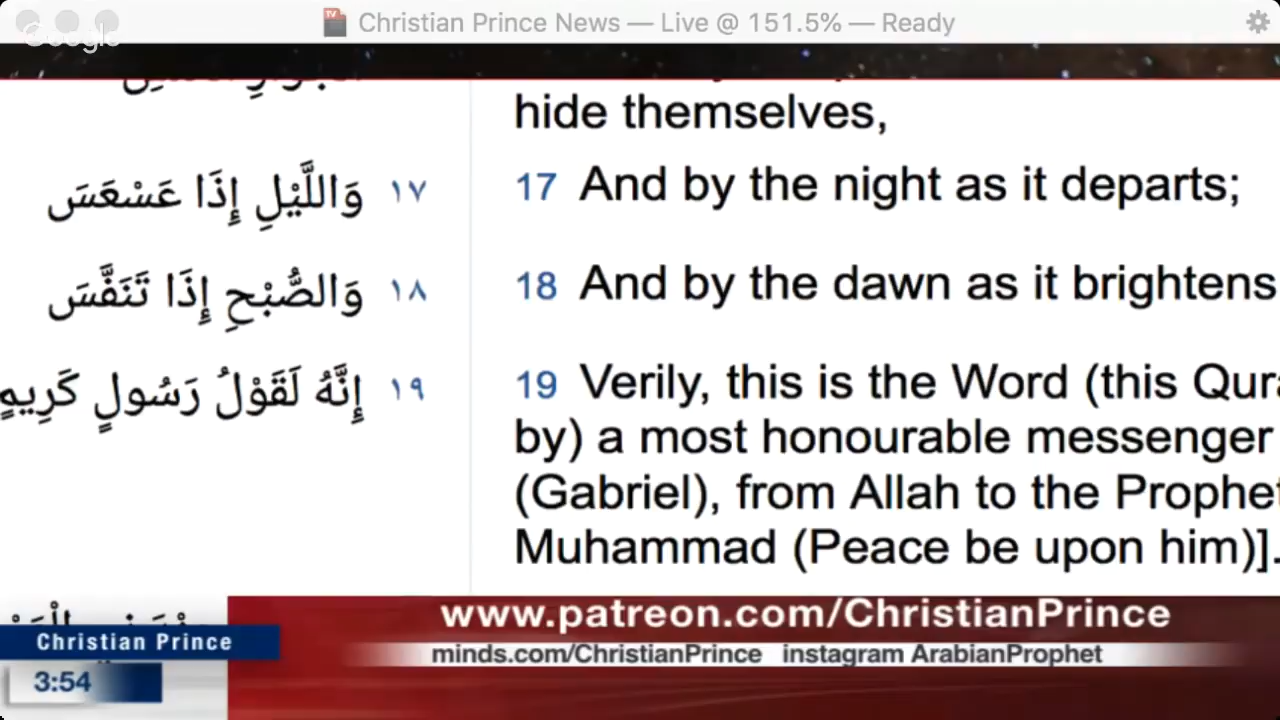 Christian Prince News — Live @ 151.5% — Ready
Google
hide themselves,
وَاللَّيْلِ إِذَا عَسْعَسَ ١٧
17 And by the night as it departs;
وَالصُّبْحِ إِذَا تَنَفَّسَ ١٨
18 And by the dawn as it brightens
إِنَّهُ لَقَوْلُ رَسُولٍ كَرِيمٍ ١٩
19 Verily, this is the Word (this Qura
by) a most honourable messenger
(Gabriel), from Allah to the Prophet
Muhammad (Peace be upon him)].
www.patreon.com/ChristianPrince
Christian Prince
minds.com/ChristianPrince instagram ArabianProphet
3:54